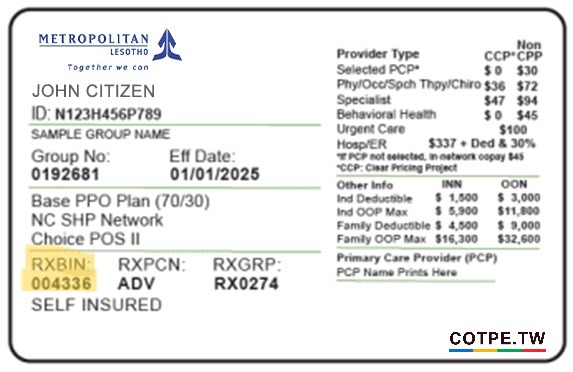 METROPOLITAN
LESOTHO
Together we can
JOHN CITIZEN
ID: N123H456P789
SAMPLE GROUP NAME
Group No: Eff Date:
0192681 01/01/2025
Base PPO Plan (70/30)
NC SHP Network
Choice POS II
RXBIN: RXPCN: RXGRP:
004336 ADV RX0274
SELF INSURED
Non
Provider Type CCP* CPP
Selected PCP* $ 0 $30
Phy/Occ/Spch Thpy/Chiro $36 $72
Specialist $47 $94
Behavioral Health $ 0 $45
Urgent Care $100
Hosp/ER $337 + Ded & 30%
*If PCP not selected, in-network copay $45
*CCP: Clear Pricing Project
Other Info INN OON
Ind Deductible $ 1,500 $ 3,000
Ind OOP Max $ 5,900 $11,800
Family Deductible $ 4,500 $ 9,000
Family OOP Max $16,300 $32,600
Primary Care Provider (PCP)
PCP Name Prints Here
COTPE.TW